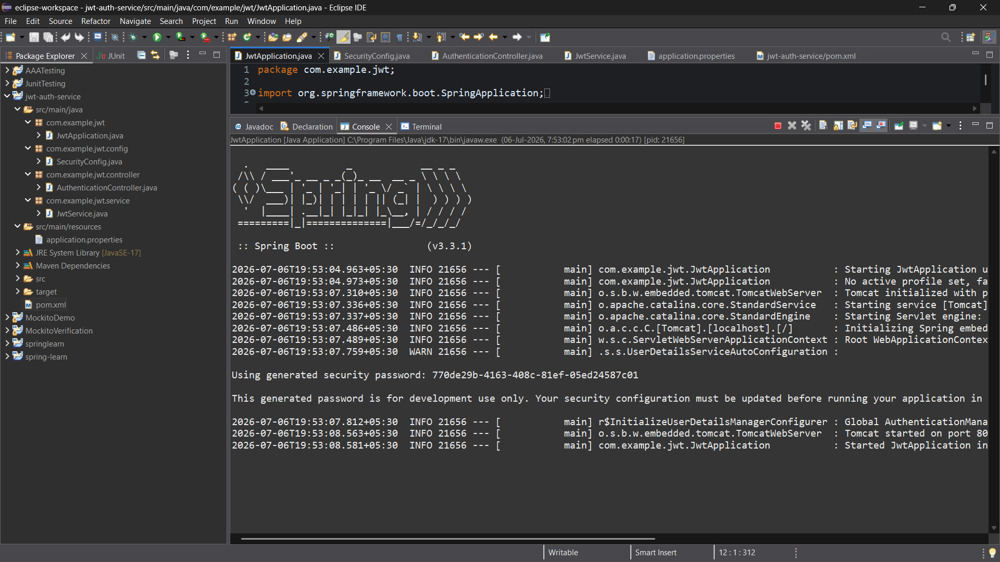 eclipse-workspace - jwt-auth-service/src/main/java/com/example/jwt/JwtApplication.java - Eclipse IDE
File Edit Source Refactor Navigate Search Project Run Window Help
Package Explorer
JUnit
AAATesting
JunitTesting
jwt-auth-service
src/main/java
com.example.jwt
JwtApplication.java
com.example.jwt.config
SecurityConfig.java
com.example.jwt.controller
AuthenticationController.java
com.example.jwt.service
JwtService.java
src/main/resources
application.properties
JRE System Library [JavaSE-17]
Maven Dependencies
src
target
pom.xml
MockitoDemo
MockitoVerification
springlearn
spring-learn
JwtApplication.java SecurityConfig.java AuthenticationController.java JwtService.java application.properties jwt-auth-service/pom.xml
1 package com.example.jwt;
2
3 import org.springframework.boot.SpringApplication;
Javadoc Declaration Console Terminal
JwtApplication [Java Application] C:\Program Files\Java\jdk-17\bin\javaw.exe (06-Jul-2026, 7:53:02 pm elapsed 0:00:17) [pid: 21656]
Spring
:: Spring Boot :: (v3.3.1)
2026-07-06T19:53:04.963+05:30 INFO 21656 --- [ main] com.example.jwt.JwtApplication : Starting JwtApplication u
2026-07-06T19:53:04.973+05:30 INFO 21656 --- [ main] com.example.jwt.JwtApplication : No active profile set, fa
2026-07-06T19:53:07.310+05:30 INFO 21656 --- [ main] o.s.b.w.embedded.tomcat.TomcatWebServer : Tomcat initialized with p
2026-07-06T19:53:07.336+05:30 INFO 21656 --- [ main] o.apache.catalina.core.StandardService : Starting service [Tomcat]
2026-07-06T19:53:07.337+05:30 INFO 21656 --- [ main] o.apache.catalina.core.StandardEngine : Starting Servlet engine:
2026-07-06T19:53:07.486+05:30 INFO 21656 --- [ main] o.a.c.c.C.[Tomcat].[localhost].[/] : Initializing Spring embed
2026-07-06T19:53:07.489+05:30 INFO 21656 --- [ main] w.s.c.ServletWebServerApplicationContext : Root WebApplicationContex
2026-07-06T19:53:07.759+05:30 WARN 21656 --- [ main] .s.s.UserDetailsServiceAutoConfiguration :
Using generated security password: 770de29b-4163-408c-81ef-05ed24587c01
This generated password is for development use only. Your security configuration must be updated before running your application in
2026-07-06T19:53:07.812+05:30 INFO 21656 --- [ main] r$InitializeUserDetailsManagerConfigurer : Global AuthenticationMana
2026-07-06T19:53:08.563+05:30 INFO 21656 --- [ main] o.s.b.w.embedded.tomcat.TomcatWebServer : Tomcat started on port 80
2026-07-06T19:53:08.581+05:30 INFO 21656 --- [ main] com.example.jwt.JwtApplication : Started JwtApplication in
Writable Smart Insert 12 : 1 : 312